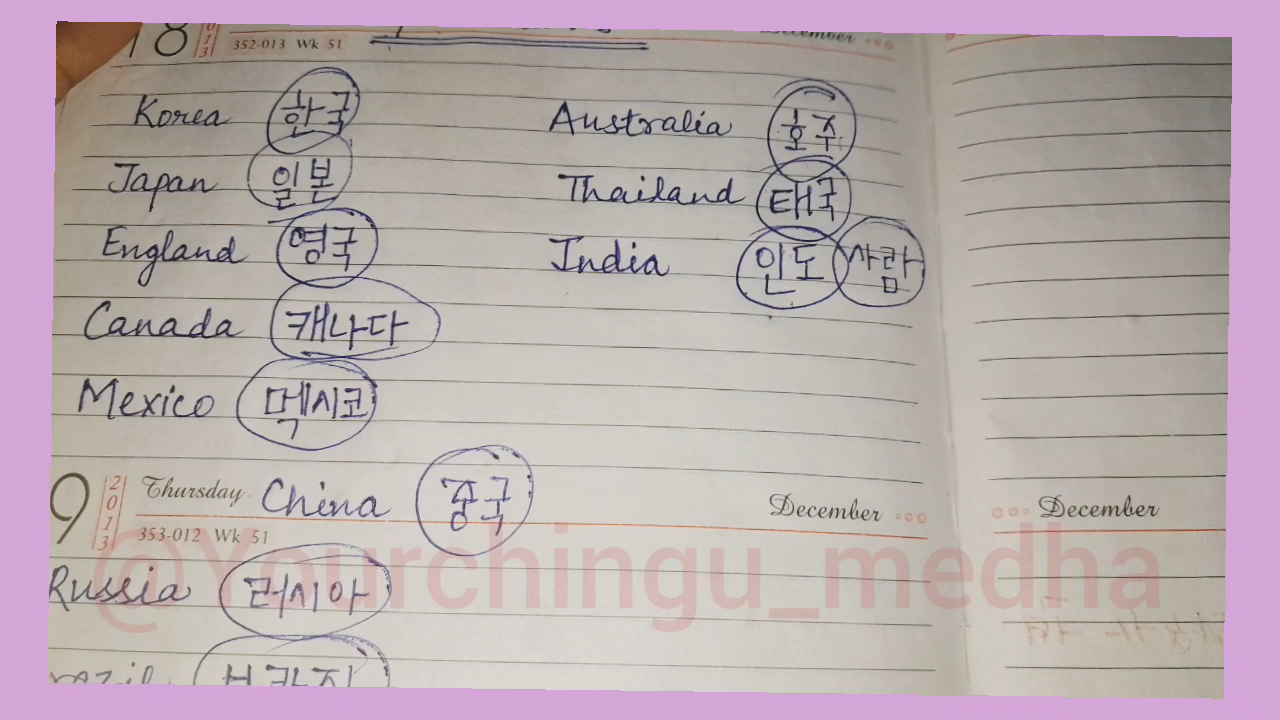 18 2013 352-013 Wk 51 December
Korea 한국 Australia 호주
Japan 일본 Thailand 태국
England 영국 India 인도 사람
Canada 캐나다
Mexico 멕시코
9 2013 Thursday China 중국 December December
353-012 Wk 51
@Yourchingu_medha
Russia 러시아